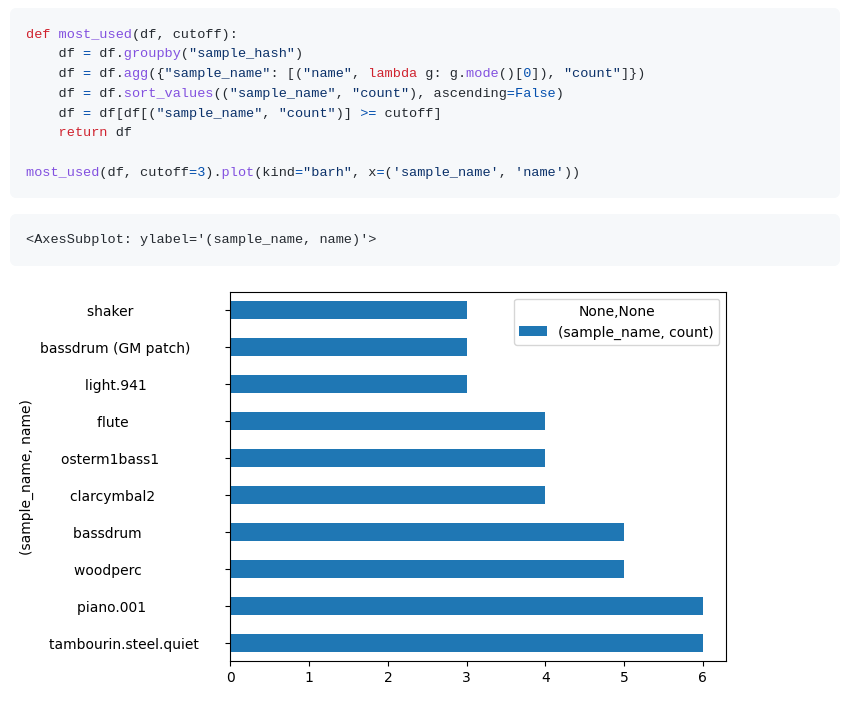 def most_used(df, cutoff):
    df = df.groupby("sample_hash")
    df = df.agg({"sample_name": [("name", lambda g: g.mode()[0]), "count"]})
    df = df.sort_values(("sample_name", "count"), ascending=False)
    df = df[df[("sample_name", "count")] >= cutoff]
    return df

most_used(df, cutoff=3).plot(kind="barh", x=('sample_name', 'name'))
<AxesSubplot: ylabel='(sample_name, name)'>
None,None
(sample_name, count)
(sample_name, name)
shaker
bassdrum (GM patch)
light.941
flute
osterm1bass1
clarcymbal2
bassdrum
woodperc
piano.001
tambourin.steel.quiet
0 1 2 3 4 5 6